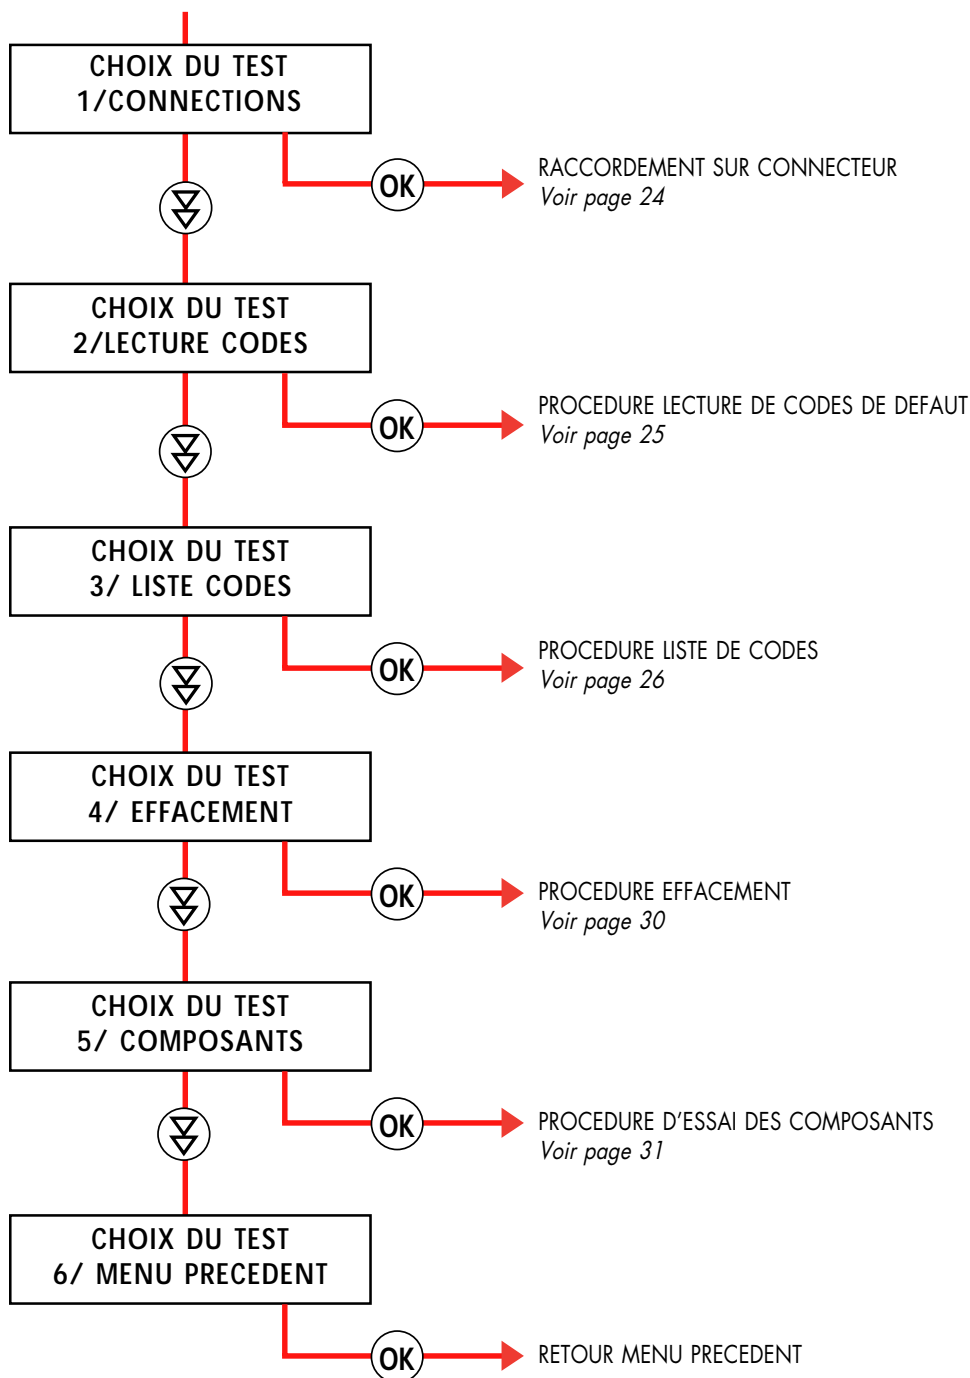 CHOIX DU TEST
1/CONNECTIONS
OK
RACCORDEMENT SUR CONNECTEUR
Voir page 24
CHOIX DU TEST
2/LECTURE CODES
OK
PROCEDURE LECTURE DE CODES DE DEFAUT
Voir page 25
CHOIX DU TEST
3/ LISTE CODES
OK
PROCEDURE LISTE DE CODES
Voir page 26
CHOIX DU TEST
4/ EFFACEMENT
OK
PROCEDURE EFFACEMENT
Voir page 30
CHOIX DU TEST
5/ COMPOSANTS
OK
PROCEDURE D'ESSAI DES COMPOSANTS
Voir page 31
CHOIX DU TEST
6/ MENU PRECEDENT
OK
RETOUR MENU PRECEDENT